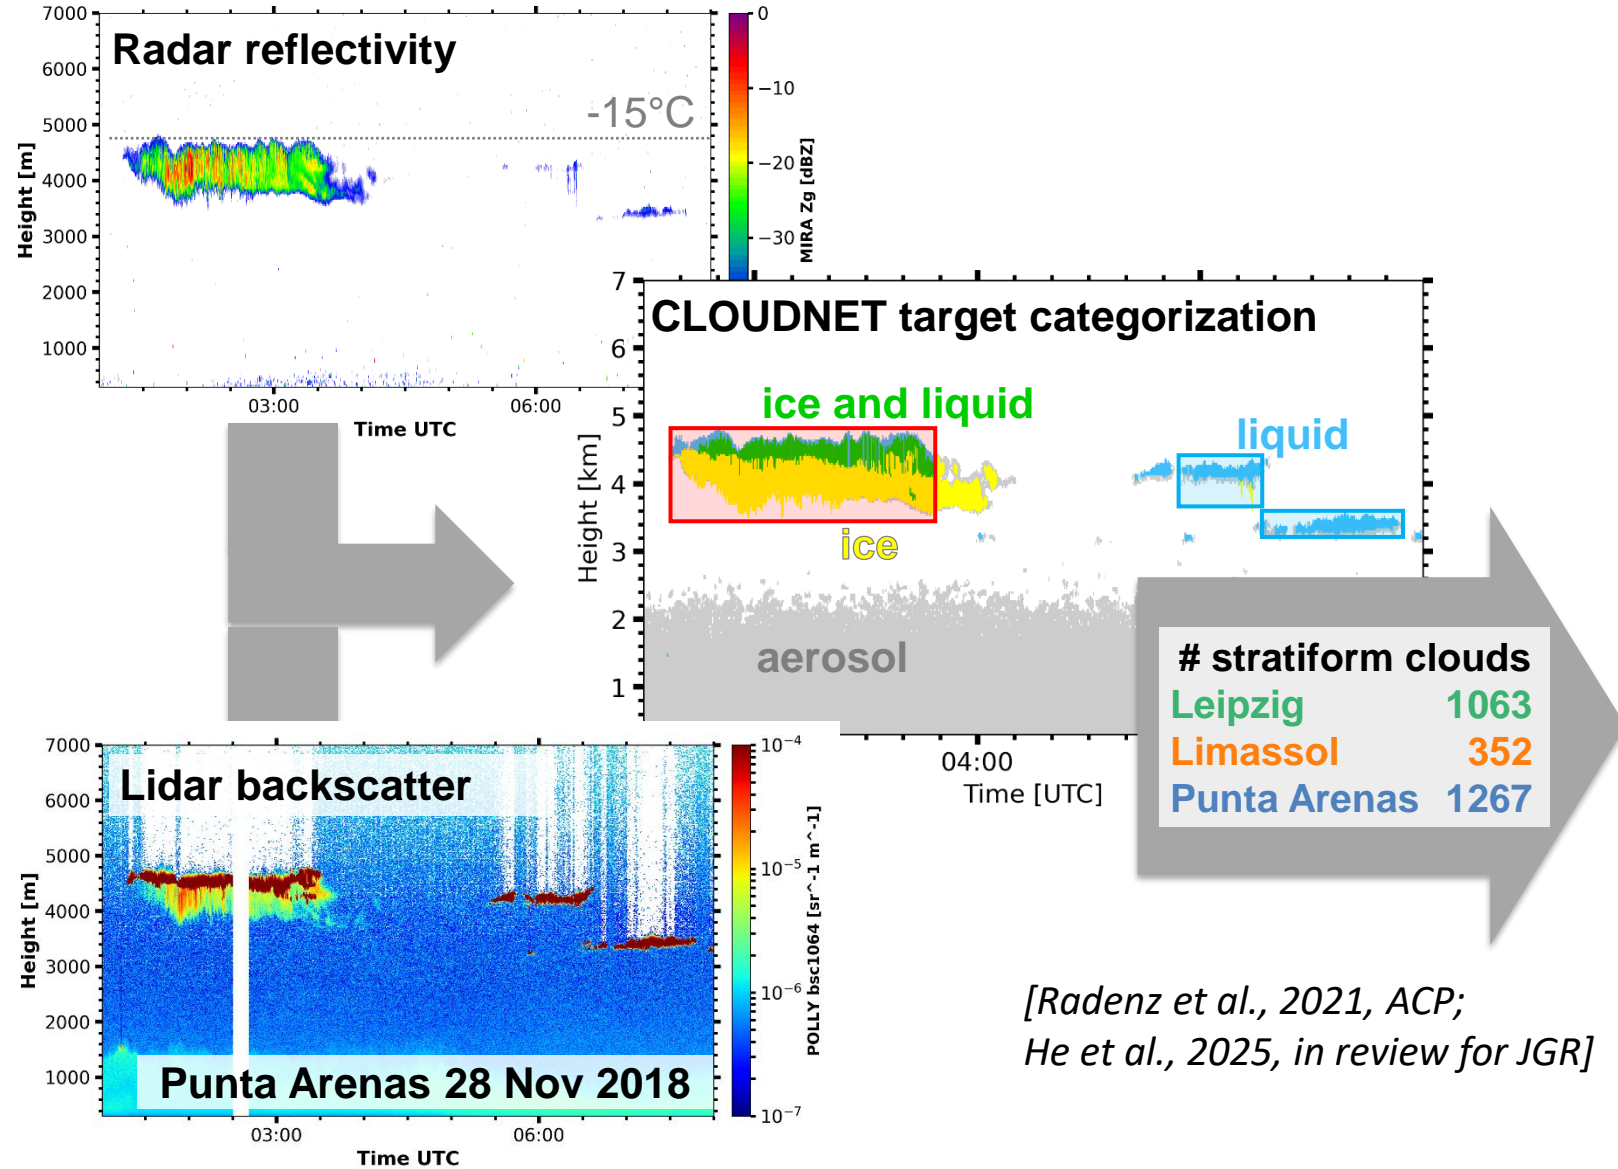 Radar reflectivity
-15°C
7000
6000
5000
4000
3000
2000
1000
Height [m]
03:00
06:00
Time UTC
0
−10
−20
−30
MIRA Zg [dBZ]
CLOUDNET target categorization
7
6
5
4
3
2
1
Height [km]
ice and liquid
liquid
ice
aerosol
04:00
Time [UTC]
# stratiform clouds
Leipzig 1063
Limassol 352
Punta Arenas 1267
Lidar backscatter
7000
6000
5000
4000
3000
2000
1000
Height [m]
Punta Arenas 28 Nov 2018
03:00
06:00
Time UTC
10⁻⁴
10⁻⁵
10⁻⁶
10⁻⁷
POLLY bsc1064 [sr^-1 m^-1]
[Radenz et al., 2021, ACP;
He et al., 2025, in review for JGR]